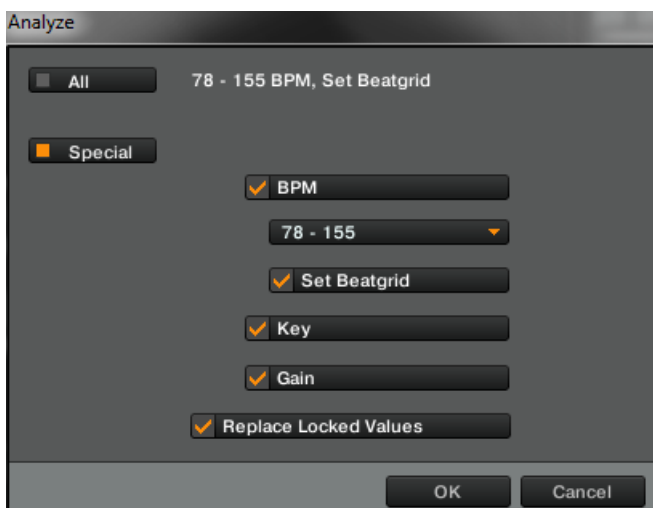 Analyze
All
78 - 155 BPM, Set Beatgrid
Special
BPM
78 - 155
Set Beatgrid
Key
Gain
Replace Locked Values
OK
Cancel